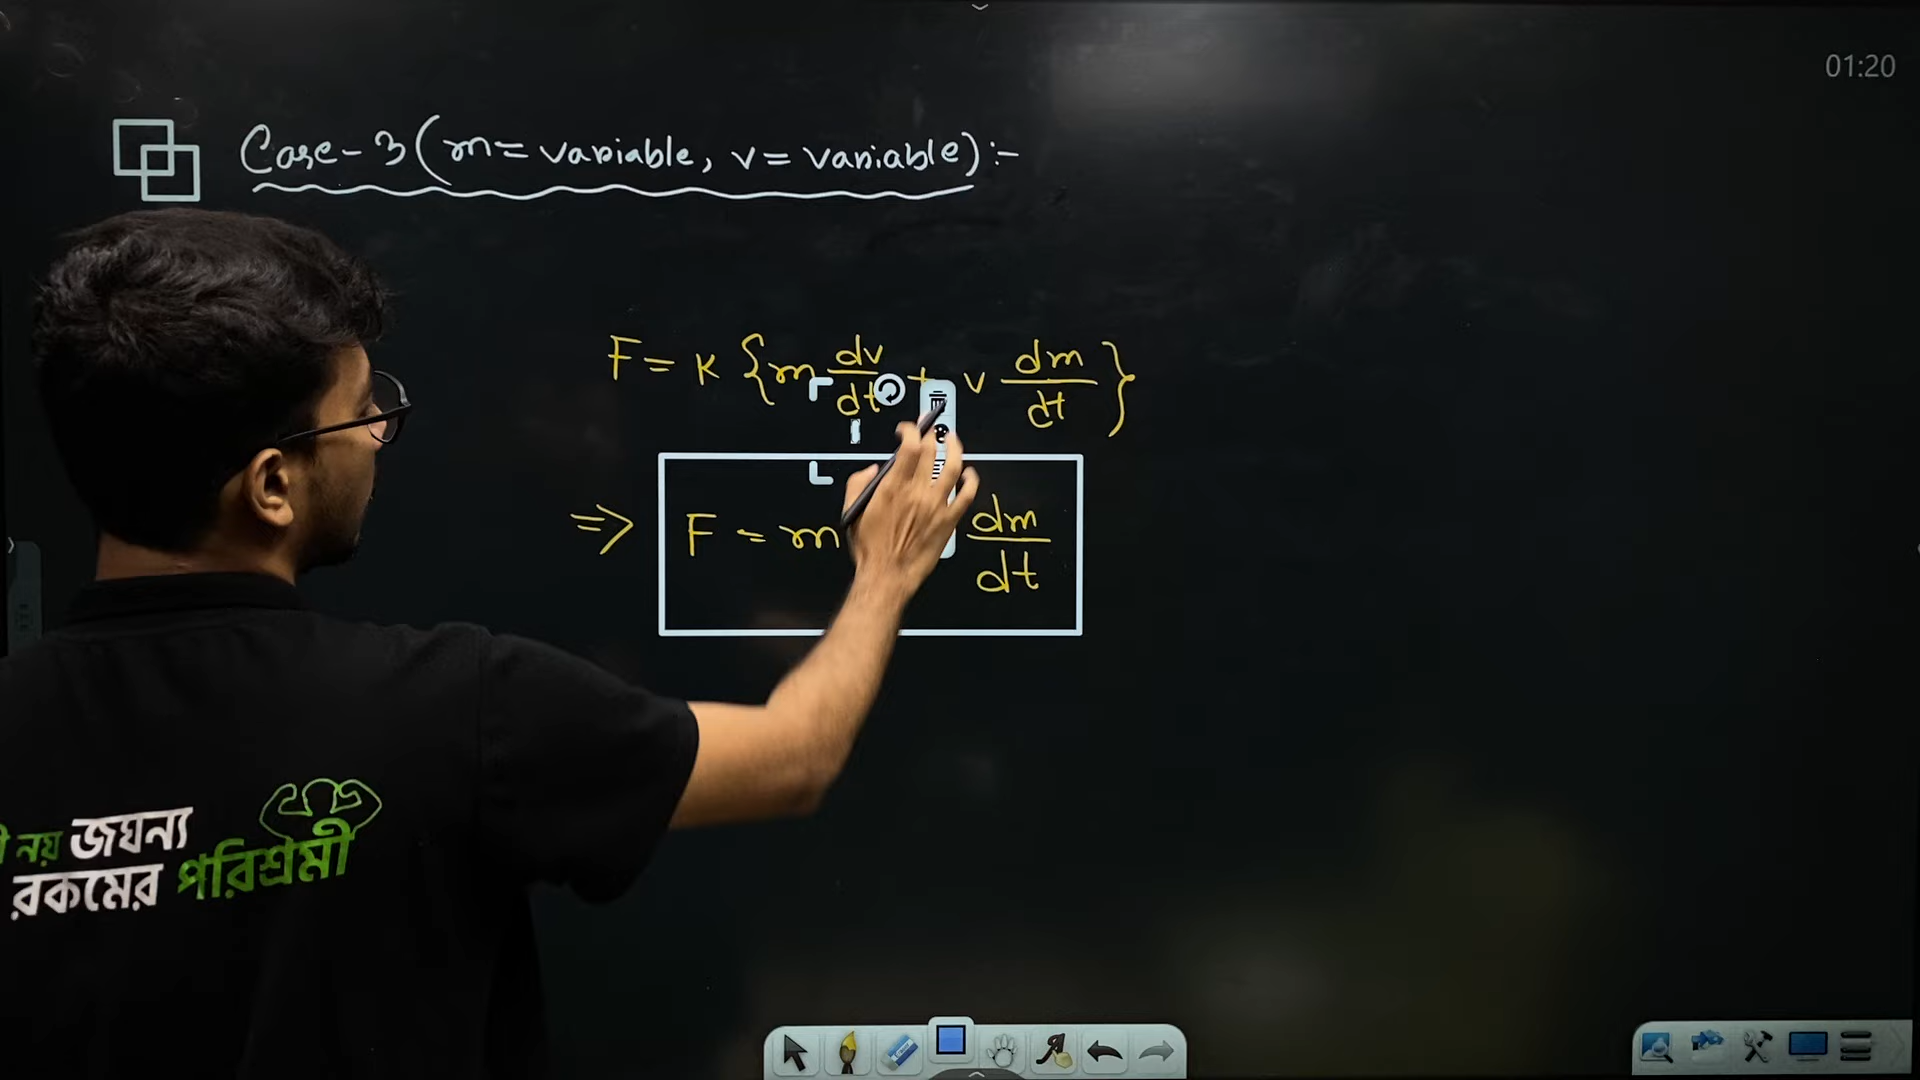 01:20
Case-3 (m = variable, v = variable) :-
F = K {m dv/dt + v dm/dt}
=> F = m dm/dt
নয় জঘন্য
রকমের পরিশ্রমী